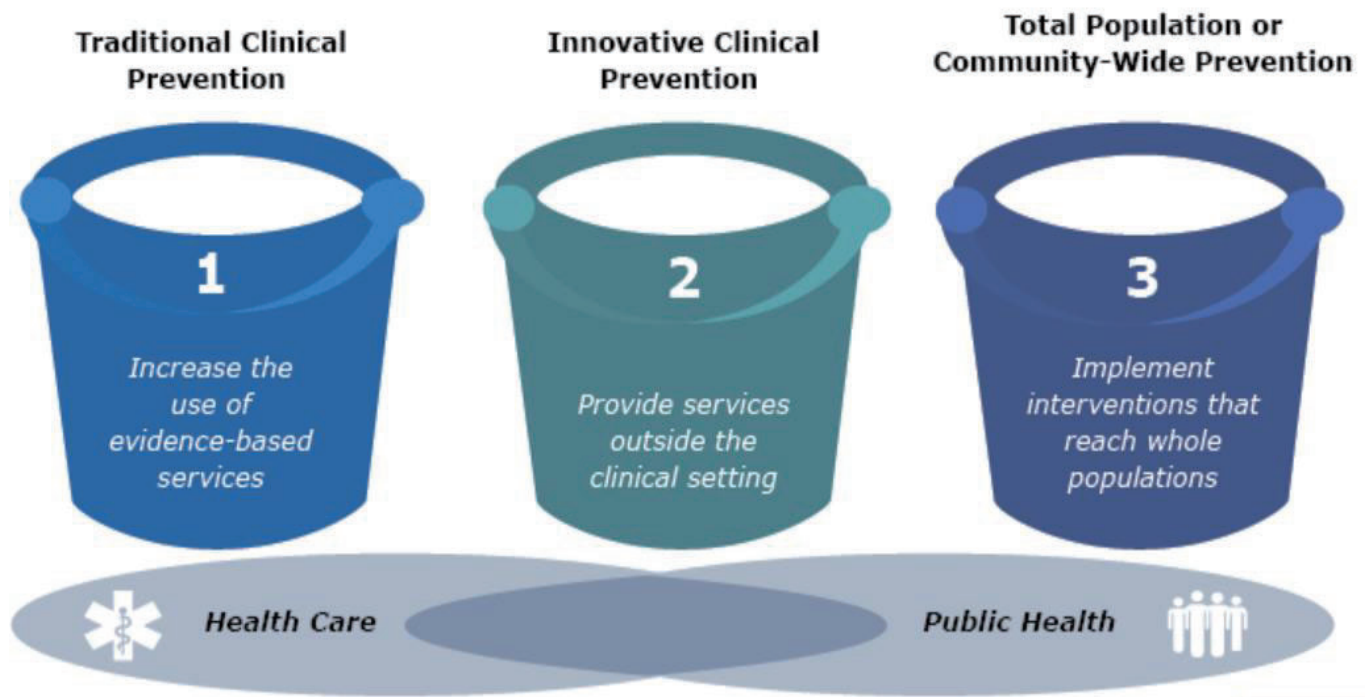 Traditional Clinical
Prevention
Innovative Clinical
Prevention
Total Population or
Community-Wide Prevention
1
Increase the
use of
evidence-based
services
2
Provide services
outside the
clinical setting
3
Implement
interventions that
reach whole
populations
Health Care
Public Health